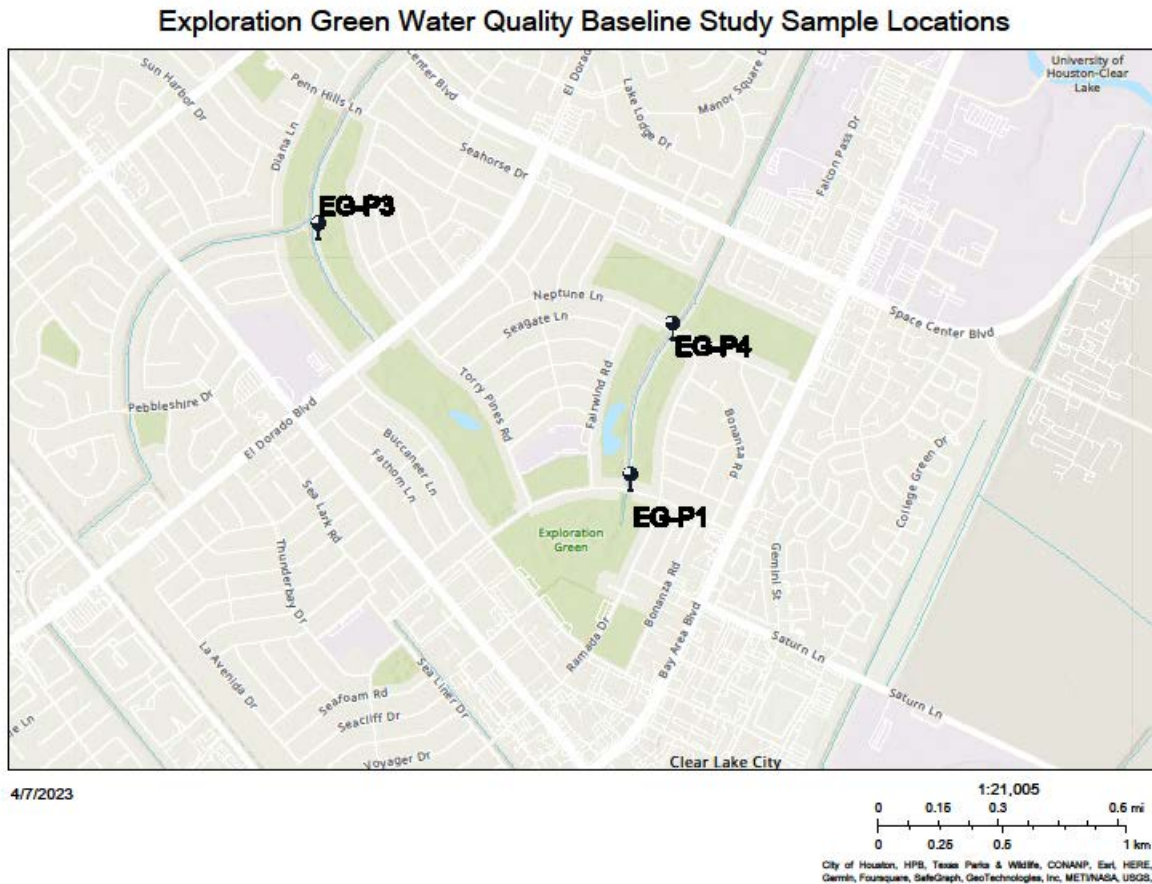 Exploration Green Water Quality Baseline Study Sample Locations
Sun Harbor Dr
Penn Hills Ln
Center Blvd
El Dorado
Lake Lodge Dr
Manor Square D
University of
Houston-Clear
Lake
Diana Ln
Seahorse Dr
Falcon Pass Dr
EG-P3
Neptune Ln
Seagate Ln
Space Center Blvd
EG-P4
Fairwind Rd
Torry Pines Rd
Pebbleshire Dr
El Dorado Blvd
Buccaneer Ln
Fathom Ln
Bonanza Rd
College Green Dr
Sea Lark Rd
EG-P1
Exploration
Green
Thunderbay Dr
Gemini St
Bonanza Rd
Ramada Dr
Bay Area Blvd
Saturn Ln
La Avenida Dr
Sea Liner Dr
Seafoam Rd
Seacliff Dr
Saturn Ln
le Ln
Voyager Dr
Clear Lake City
4/7/2023
1:21,005
0 0.15 0.3 0.6 mi
0 0.25 0.5 1 km
City of Houston, HPB, Texas Parks & Wildlife, CONANP, Esri, HERE,
Garmin, Foursquare, SafeGraph, GeoTechnologies, Inc, METI/NASA, USGS,